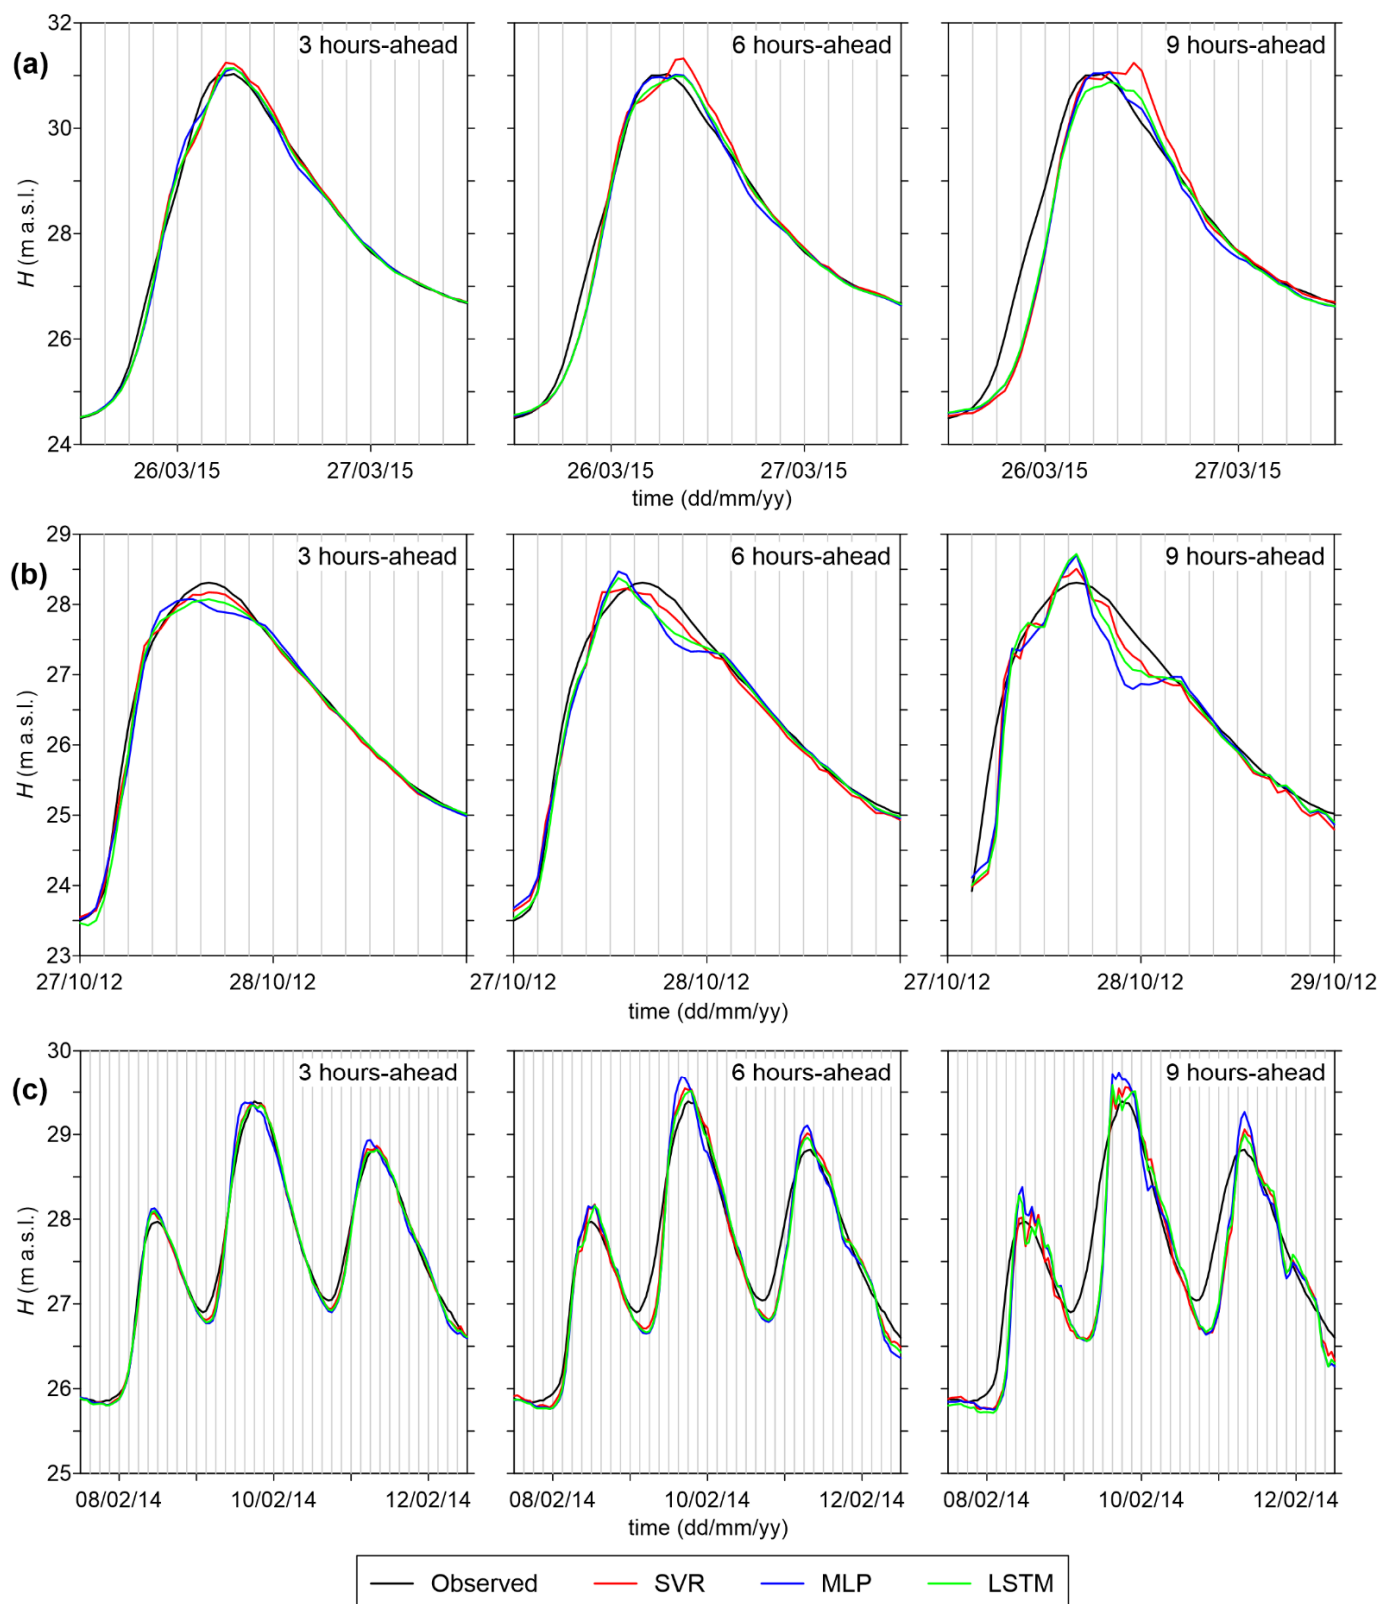 (a)
3 hours-ahead
6 hours-ahead
9 hours-ahead
32
30
28
26
24
H (m a.s.l.)
26/03/15 27/03/15
26/03/15 27/03/15
26/03/15 27/03/15
time (dd/mm/yy)
(b)
3 hours-ahead
6 hours-ahead
9 hours-ahead
29
28
27
26
25
24
23
H (m a.s.l.)
27/10/12 28/10/12
27/10/12 28/10/12
27/10/12 28/10/12 29/10/12
time (dd/mm/yy)
(c)
3 hours-ahead
6 hours-ahead
9 hours-ahead
30
29
28
27
26
25
H (m a.s.l.)
08/02/14 10/02/14 12/02/14
08/02/14 10/02/14 12/02/14
08/02/14 10/02/14 12/02/14
time (dd/mm/yy)
Observed SVR MLP LSTM